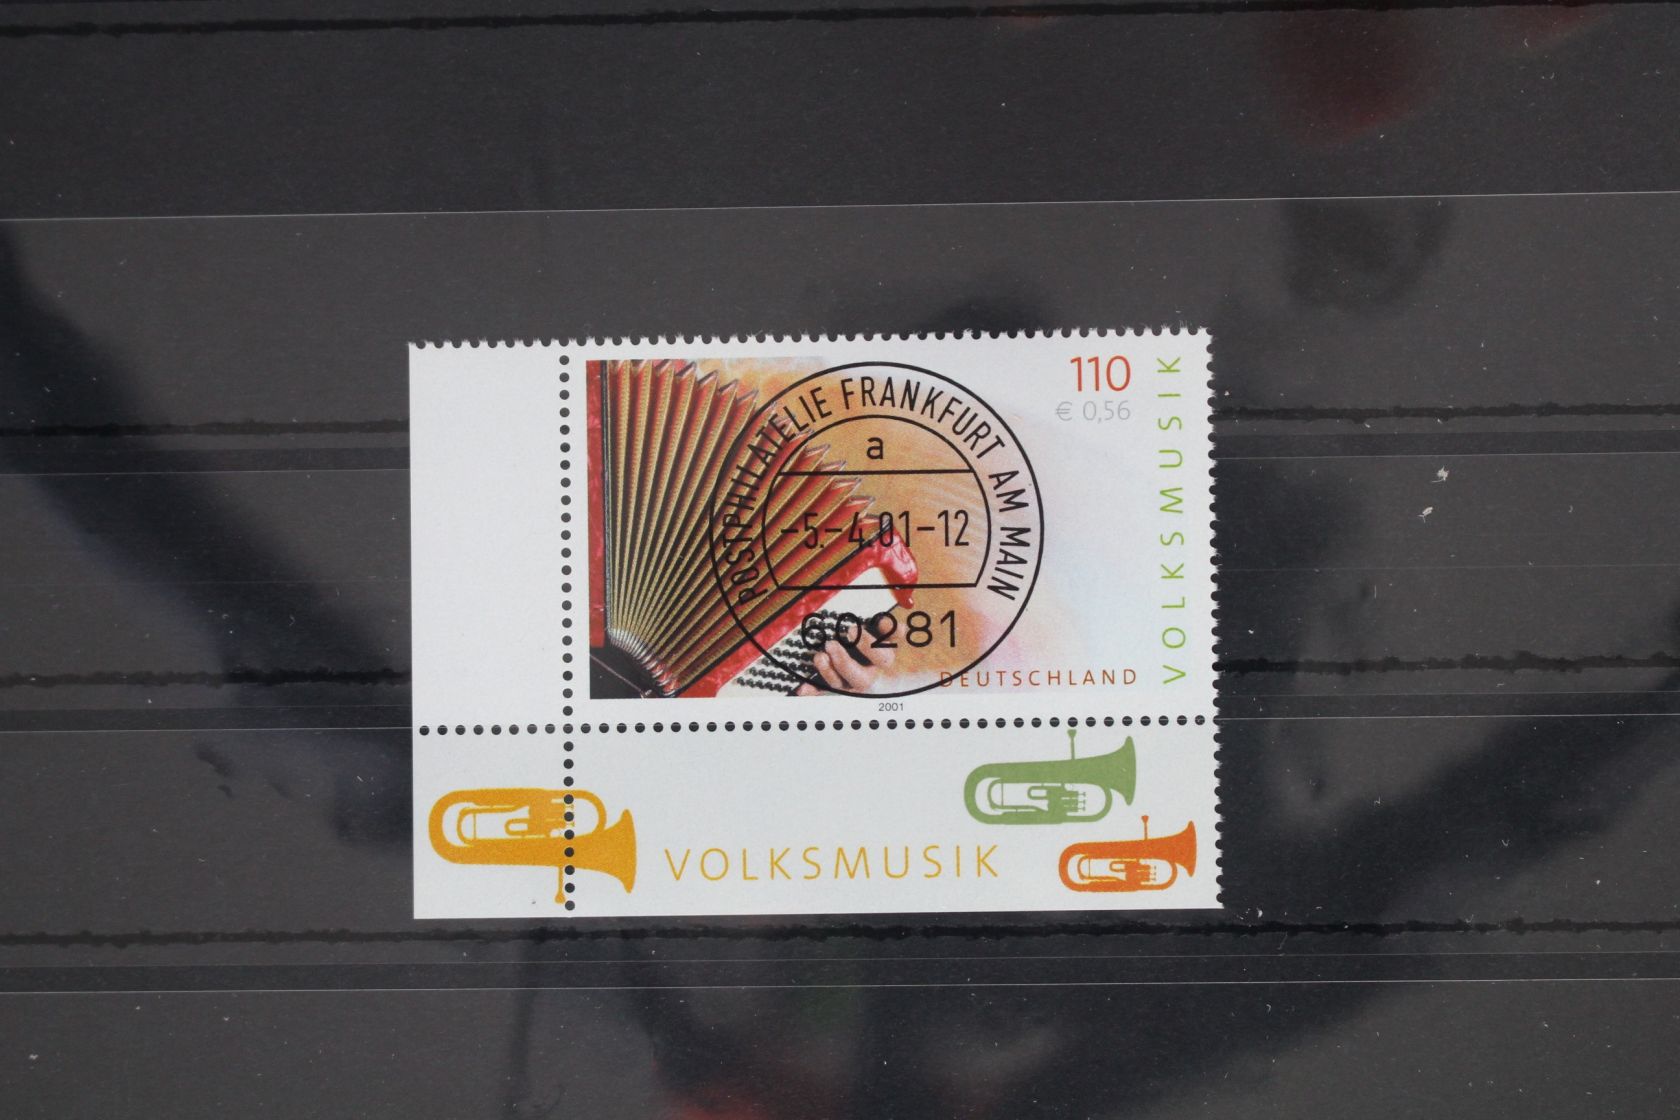 110
€ 0,56
VOLKSMUSIK
POSTPHILATELIE FRANKFURT AM MAIN
a
-5.-4.01-12
60281
DEUTSCHLAND
2001
VOLKSMUSIK